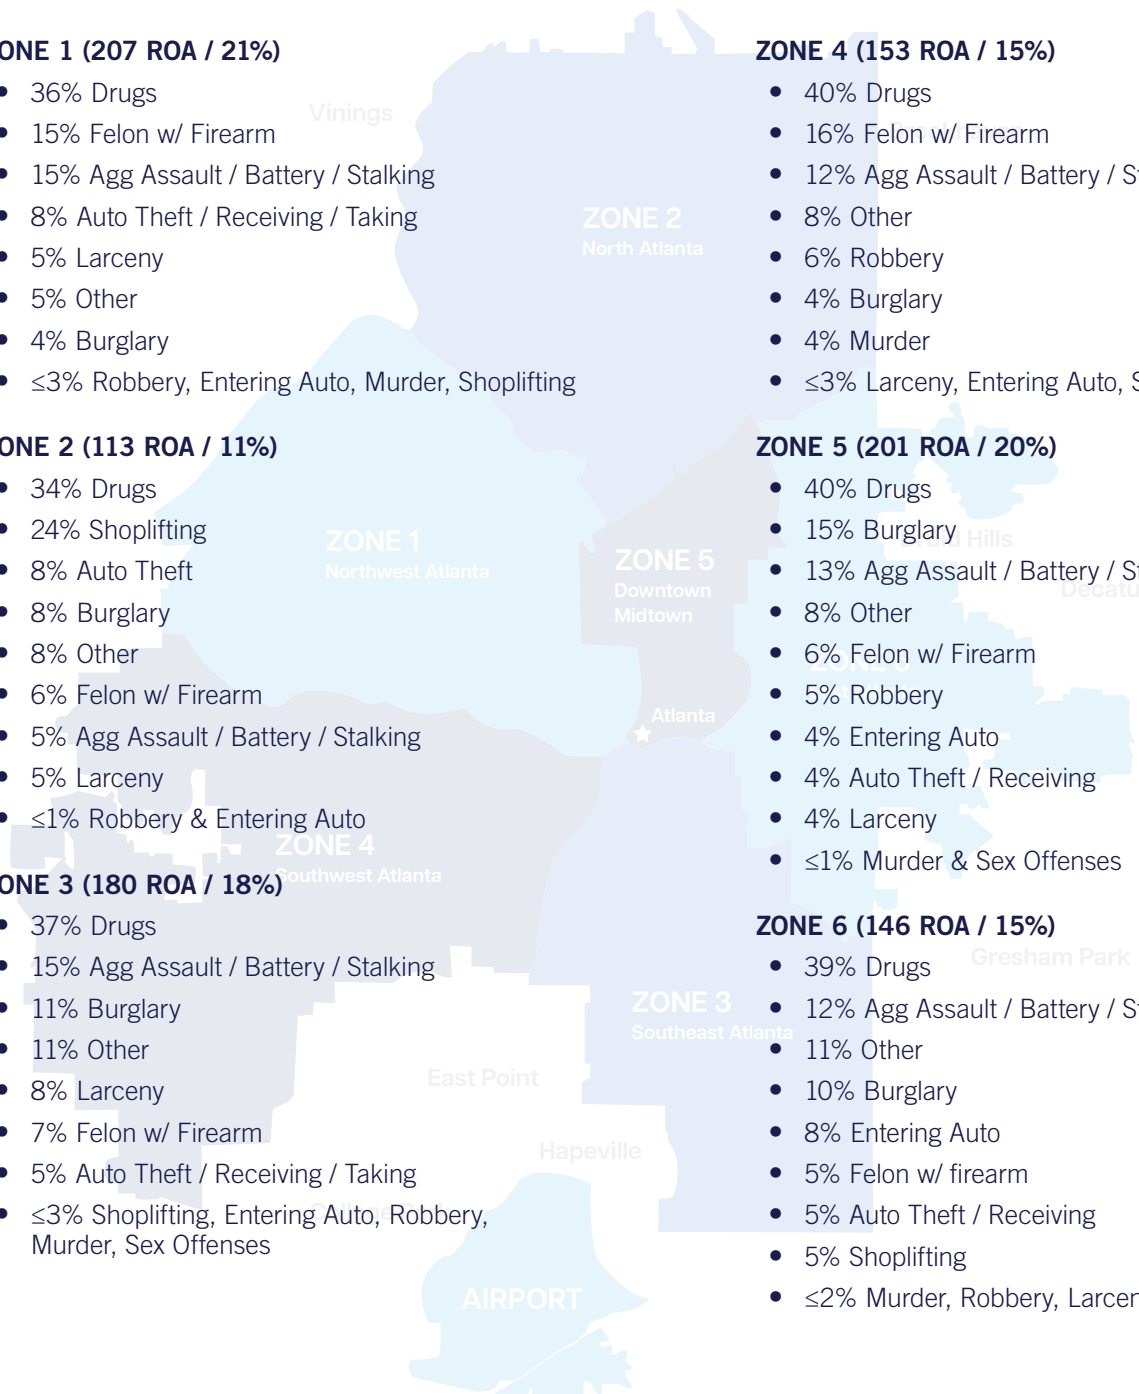 ONE 1 (207 ROA / 21%)
• 36% Drugs
• 15% Felon w/ Firearm
• 15% Agg Assault / Battery / Stalking
• 8% Auto Theft / Receiving / Taking
• 5% Larceny
• 5% Other
• 4% Burglary
• ≤3% Robbery, Entering Auto, Murder, Shoplifting
ONE 2 (113 ROA / 11%)
• 34% Drugs
• 24% Shoplifting
• 8% Auto Theft
• 8% Burglary
• 8% Other
• 6% Felon w/ Firearm
• 5% Agg Assault / Battery / Stalking
• 5% Larceny
• ≤1% Robbery & Entering Auto
ONE 3 (180 ROA / 18%)
• 37% Drugs
• 15% Agg Assault / Battery / Stalking
• 11% Burglary
• 11% Other
• 8% Larceny
• 7% Felon w/ Firearm
• 5% Auto Theft / Receiving / Taking
• ≤3% Shoplifting, Entering Auto, Robbery,
Murder, Sex Offenses
ZONE 4 (153 ROA / 15%)
• 40% Drugs
• 16% Felon w/ Firearm
• 12% Agg Assault / Battery / St
• 8% Other
• 6% Robbery
• 4% Burglary
• 4% Murder
• ≤3% Larceny, Entering Auto, S
ZONE 5 (201 ROA / 20%)
• 40% Drugs
• 15% Burglary
• 13% Agg Assault / Battery / St
• 8% Other
• 6% Felon w/ Firearm
• 5% Robbery
• 4% Entering Auto
• 4% Auto Theft / Receiving
• 4% Larceny
• ≤1% Murder & Sex Offenses
ZONE 6 (146 ROA / 15%)
• 39% Drugs
• 12% Agg Assault / Battery / St
• 11% Other
• 10% Burglary
• 8% Entering Auto
• 5% Felon w/ firearm
• 5% Auto Theft / Receiving
• 5% Shoplifting
• ≤2% Murder, Robbery, Larcen
Vinings
ZONE 2
North Atlanta
ZONE 1
Northwest Atlanta
ZONE 5
Downtown
Midtown
Druid Hills
Decatu
Atlanta
ZONE 4
Southwest Atlanta
ZONE 3
Southeast Atlanta
Gresham Park
East Point
Hapeville
AIRPORT